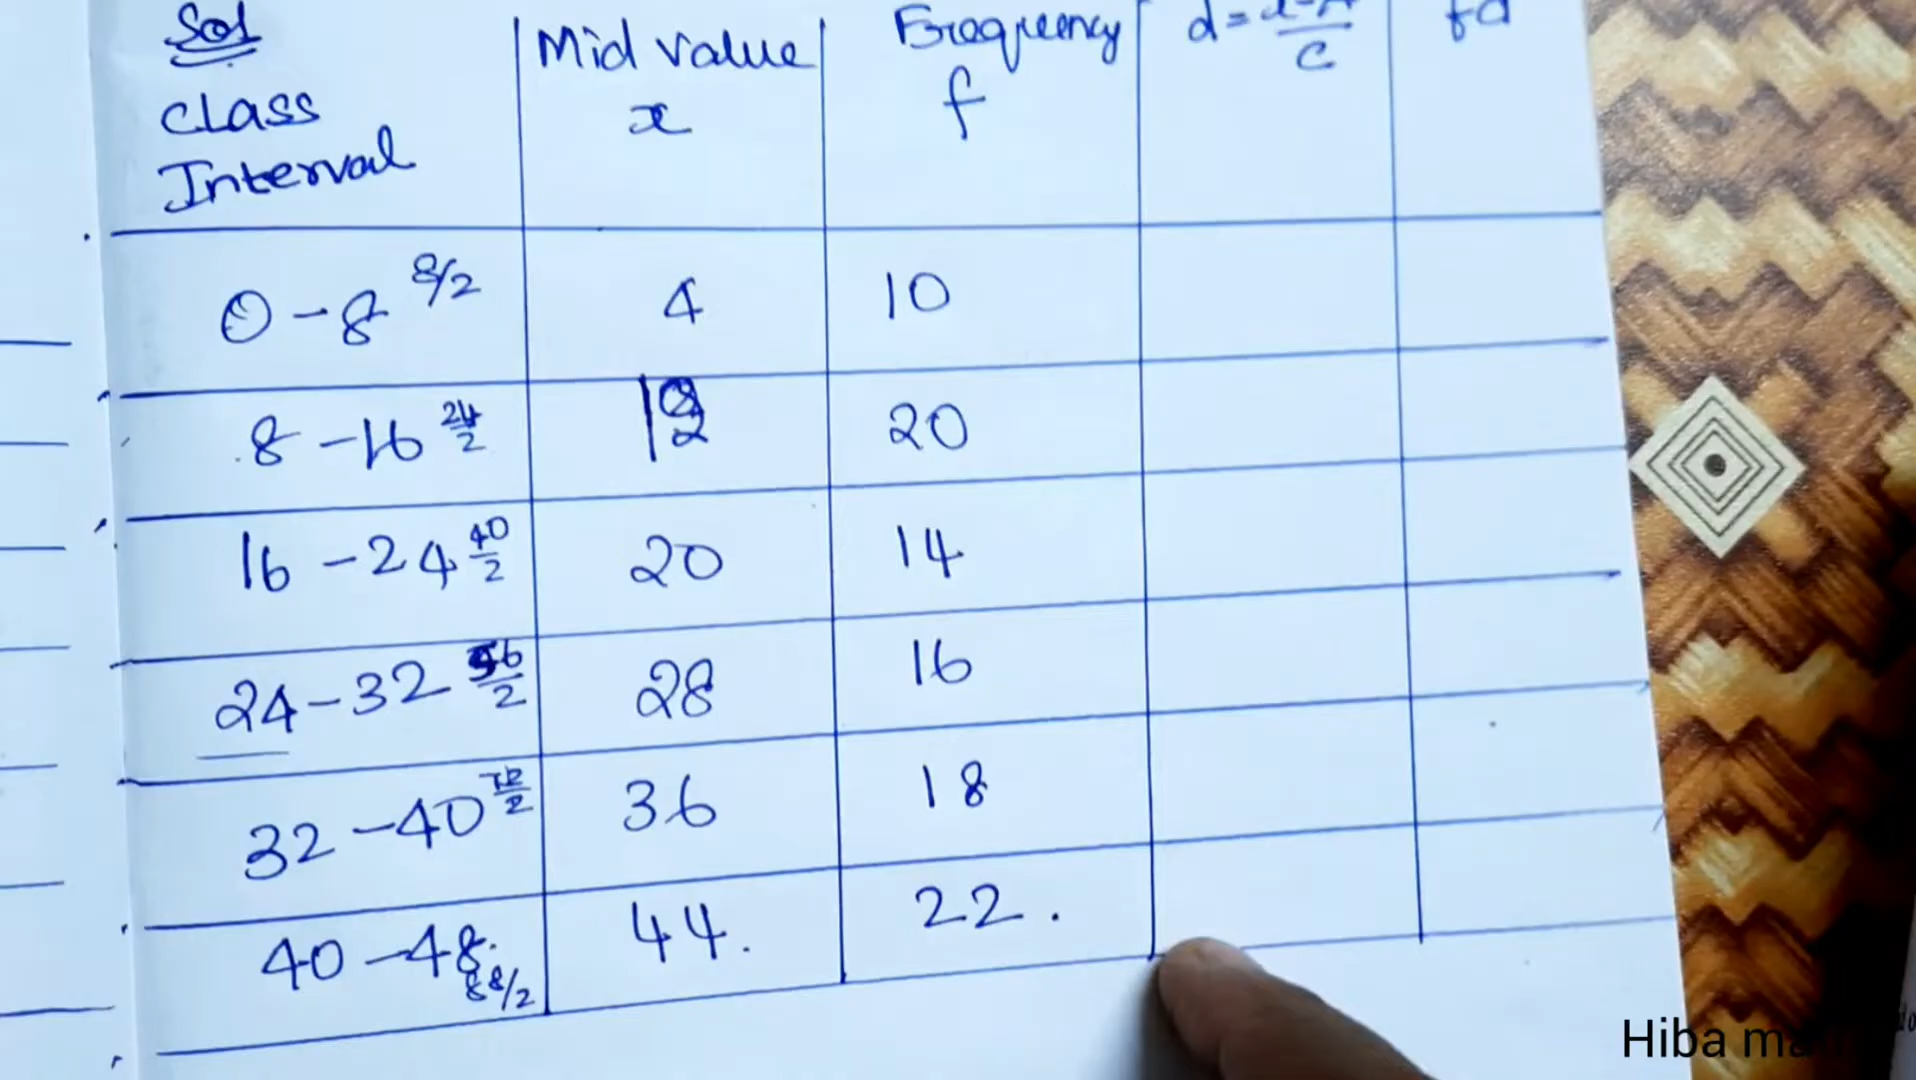 Sol
Class Interval | Mid Value x | Frequency f | d = x-A/C | fd
0-8 8/2 | 4 | 10
8-16 24/2 | 12 | 20
16-24 40/2 | 20 | 14
24-32 56/2 | 28 | 16
32-40 72/2 | 36 | 18
40-48. 88/2 | 44. | 22.
Hiba